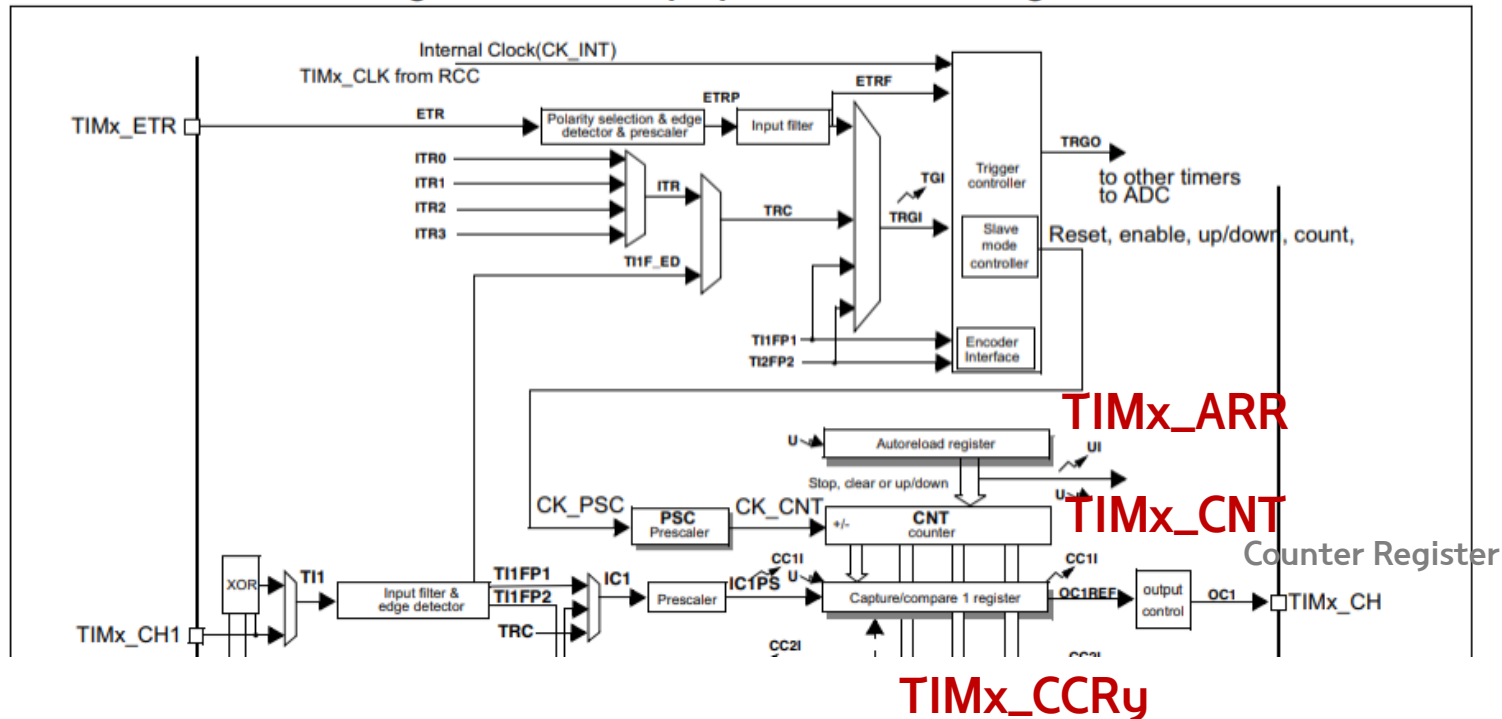 Internal Clock(CK_INT)
TIMx_CLK from RCC
ETRF
ETRP
ETR
TIMx_ETR
Polarity selection & edge
detector & prescaler
Input filter
ITR0
ITR1
ITR2
ITR3
ITR
TRC
TI1F_ED
TGI
TRGI
Trigger
controller
TRGO
to other timers
to ADC
Slave
mode
controller
Reset, enable, up/down, count,
TI1FP1
TI2FP2
Encoder
Interface
TIMx_ARR
U
Autoreload register
UI
Stop, clear or up/down
U
TIMx_CNT
CK_PSC
PSC
Prescaler
CK_CNT
+/-
CNT
counter
Counter Register
XOR
TI1
Input filter &
edge detector
TI1FP1
TI1FP2
TRC
IC1
Prescaler
IC1PS
CC1I
U
Capture/compare 1 register
CC1I
OC1REF
output
control
OC1
TIMx_CH
TIMx_CH1
CC2I
TIMx_CCRy